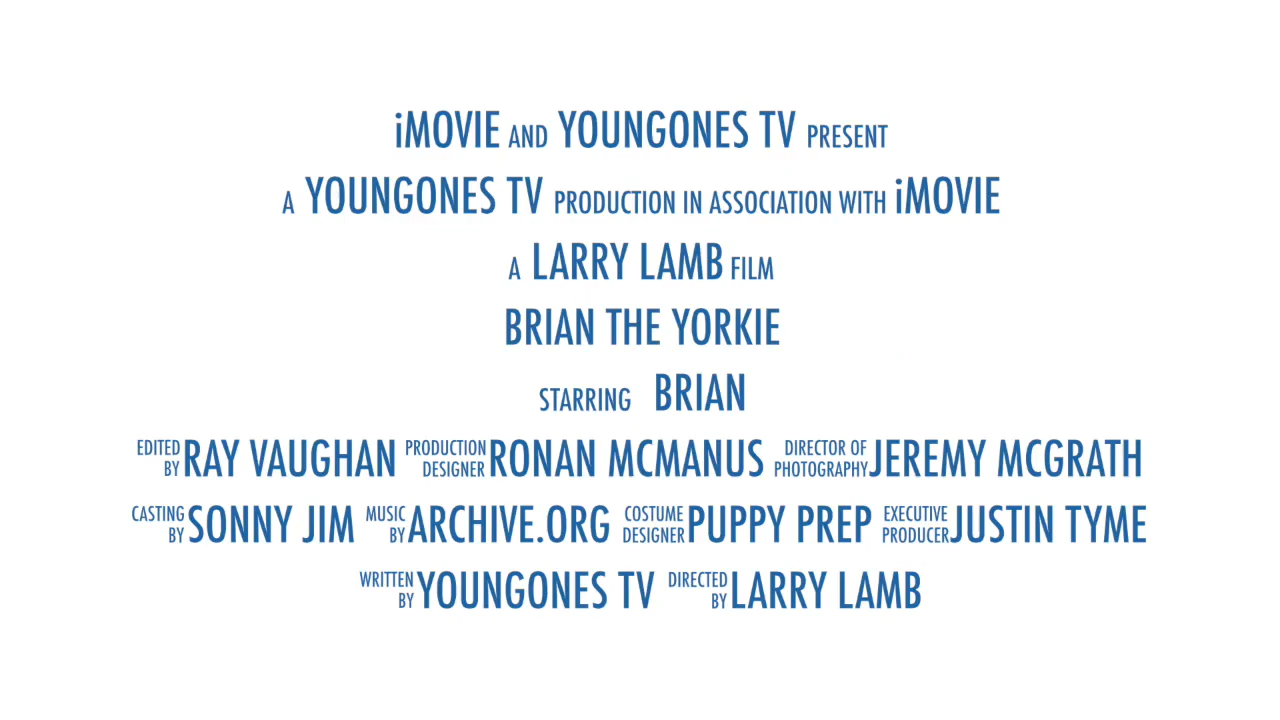 iMOVIE AND YOUNGONES TV PRESENT
A YOUNGONES TV PRODUCTION IN ASSOCIATION WITH iMOVIE
A LARRY LAMB FILM
BRIAN THE YORKIE
STARRING BRIAN
EDITED BY RAY VAUGHAN PRODUCTION DESIGNER RONAN MCMANUS DIRECTOR OF PHOTOGRAPHY JEREMY MCGRATH
CASTING BY SONNY JIM MUSIC BY ARCHIVE.ORG COSTUME DESIGNER PUPPY PREP EXECUTIVE PRODUCER JUSTIN TYME
WRITTEN BY YOUNGONES TV DIRECTED BY LARRY LAMB